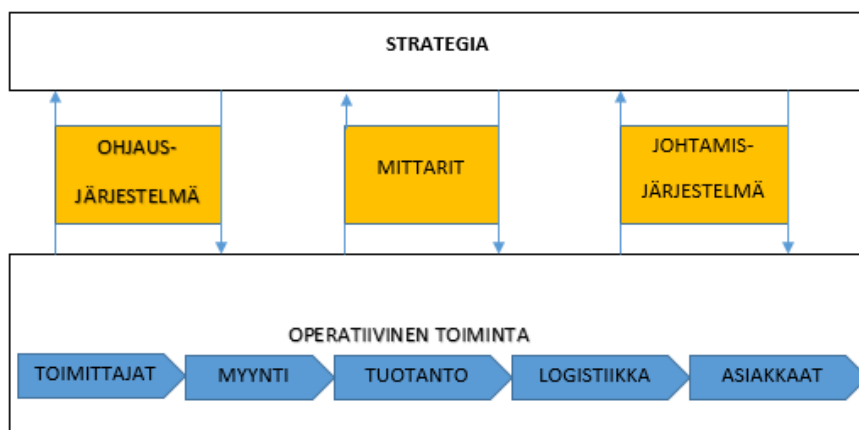 STRATEGIA
OHJAUS-
JÄRJESTELMÄ
MITTARIT
JOHTAMIS-
JÄRJESTELMÄ
OPERATIIVINEN TOIMINTA
TOIMITTAJAT
MYYNTI
TUOTANTO
LOGISTIIKKA
ASIAKKAAT